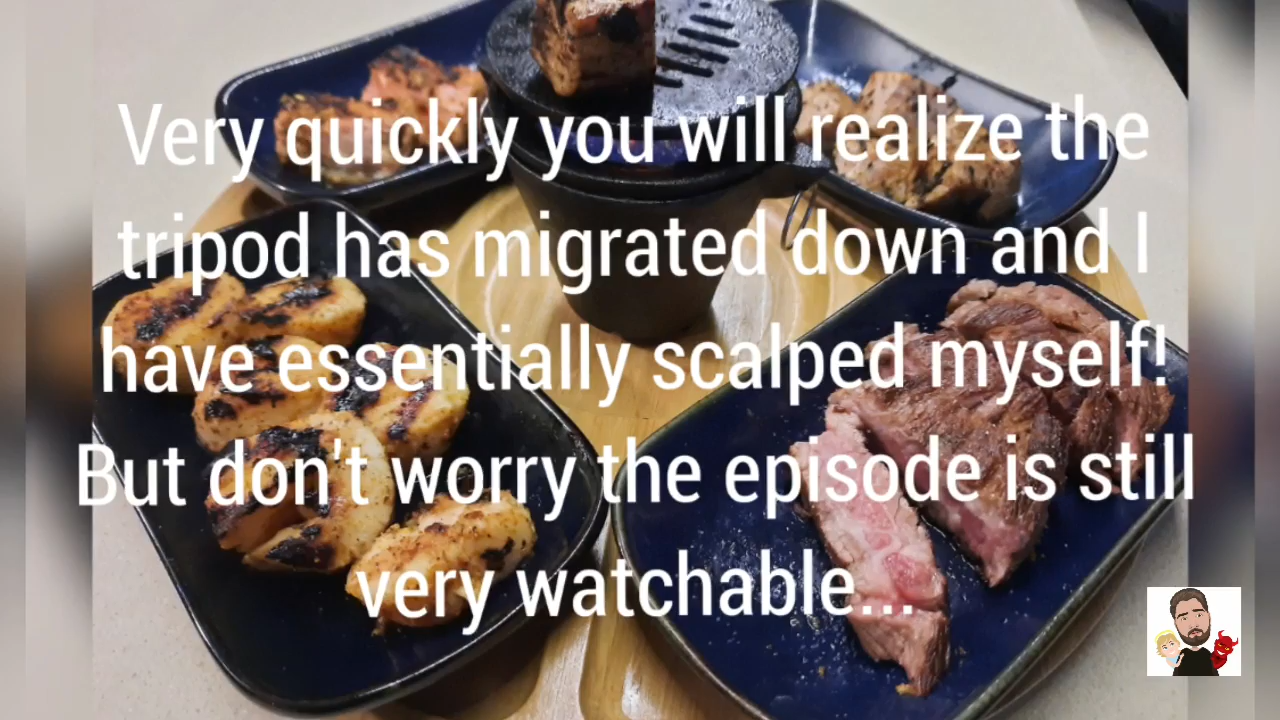 Very quickly you will realize the
tripod has migrated down and I
have essentially scalped myself!
But don't worry the episode is still
very watchable...